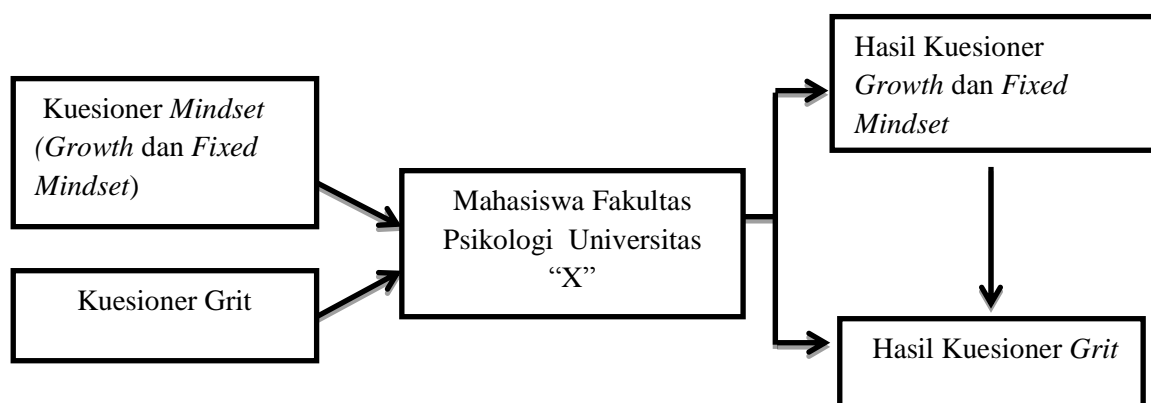 Kuesioner Mindset
(Growth dan Fixed
Mindset)
Kuesioner Grit
Mahasiswa Fakultas
Psikologi Universitas
“X”
Hasil Kuesioner
Growth dan Fixed
Mindset
Hasil Kuesioner Grit